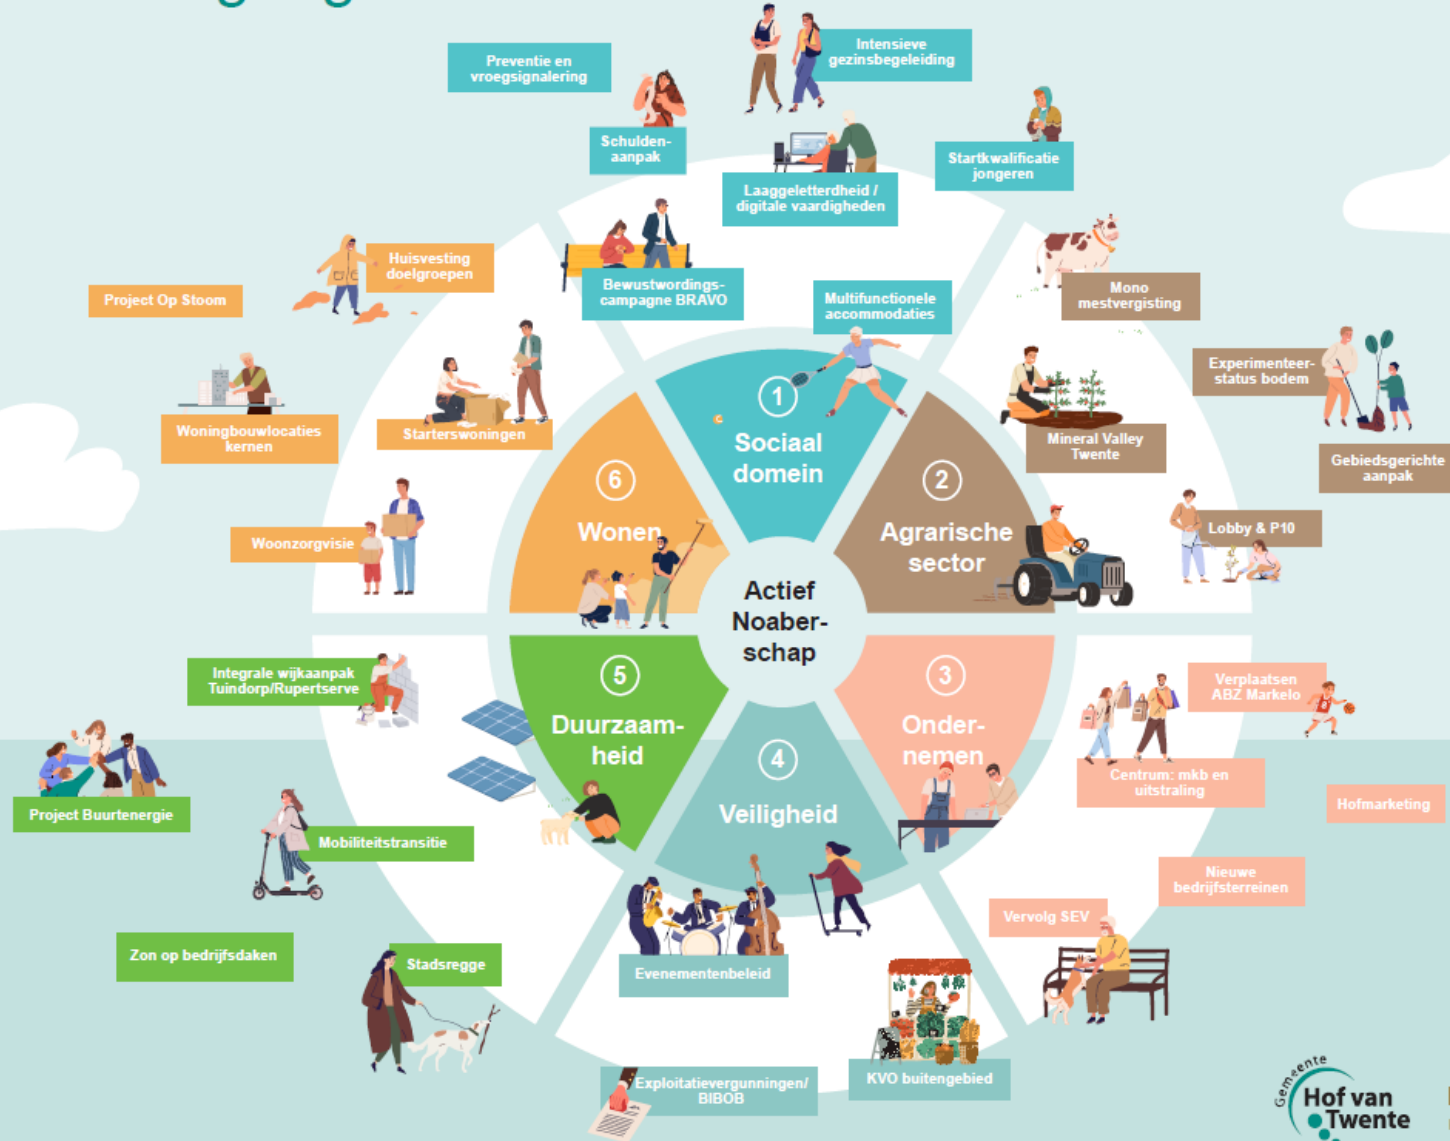 Preventie en
vroegsignalering
Intensieve
gezinsbegeleiding
Schulden-
aanpak
Laaggeletterdheid /
digitale vaardigheden
Startkwalificatie
jongeren
Bewustwordings-
campagne BRAVO
Multifunctionele
accommodaties
Huisvesting
doelgroepen
Project Op Stoom
Woningbouwlocaties
kernen
Starterswoningen
Woonzorgvisie
Mono
mestvergisting
Experimenteer-
status bodem
Mineral Valley
Twente
Gebiedsgerichte
aanpak
Lobby & P10
1
Sociaal
domein
2
Agrarische
sector
6
Wonen
Actief
Noaber-
schap
5
Duurzaam-
heid
3
Onder-
nemen
4
Veiligheid
Integrale wijkaanpak
Tuindorp/Rupertserve
Project Buurtenergie
Mobiliteitstransitie
Zon op bedrijfsdaken
Stadsregge
Verplaatsen
ABZ Markelo
Centrum: mkb en
uitstraling
Hofmarketing
Nieuwe
bedrijfsterreinen
Vervolg SEV
Evenementenbeleid
Exploitatievergunningen/
BIBOB
KVO buitengebied
Gemeente
Hof van
Twente